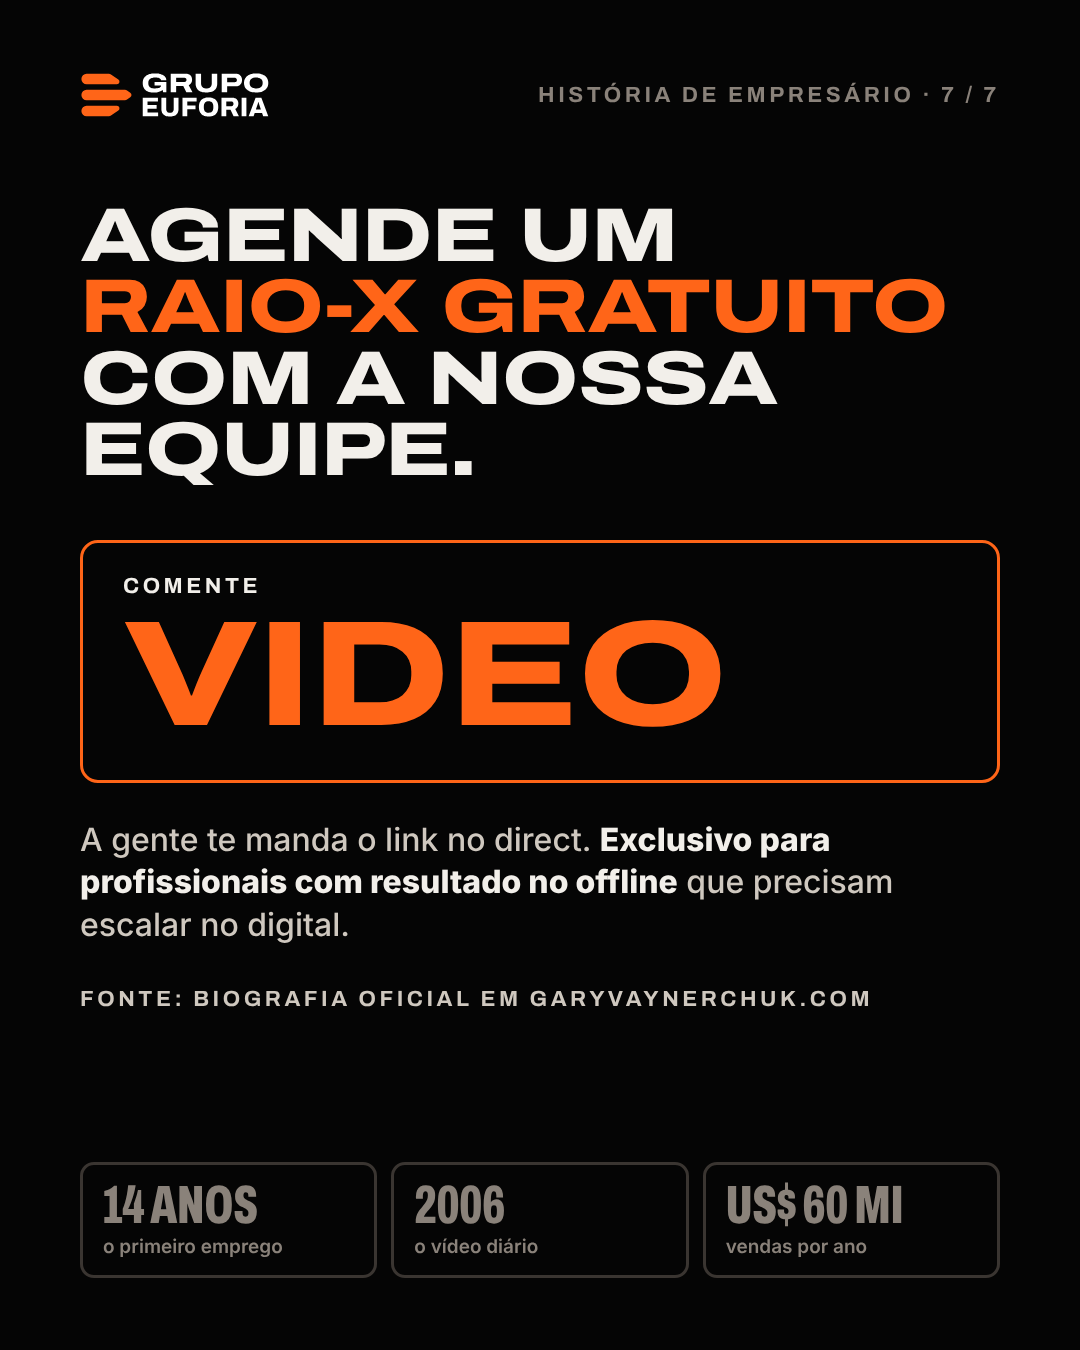 GRUPO
EUFORIA
HISTÓRIA DE EMPRESÁRIO · 7 / 7
AGENDE UM
RAIO-X GRATUITO
COM A NOSSA
EQUIPE.
COMENTE
VIDEO
A gente te manda o link no direct. Exclusivo para
profissionais com resultado no offline que precisam
escalar no digital.
FONTE: BIOGRAFIA OFICIAL EM GARYVAYNERCHUK.COM
14 ANOS
o primeiro emprego
2006
o vídeo diário
US$ 60 MI
vendas por ano